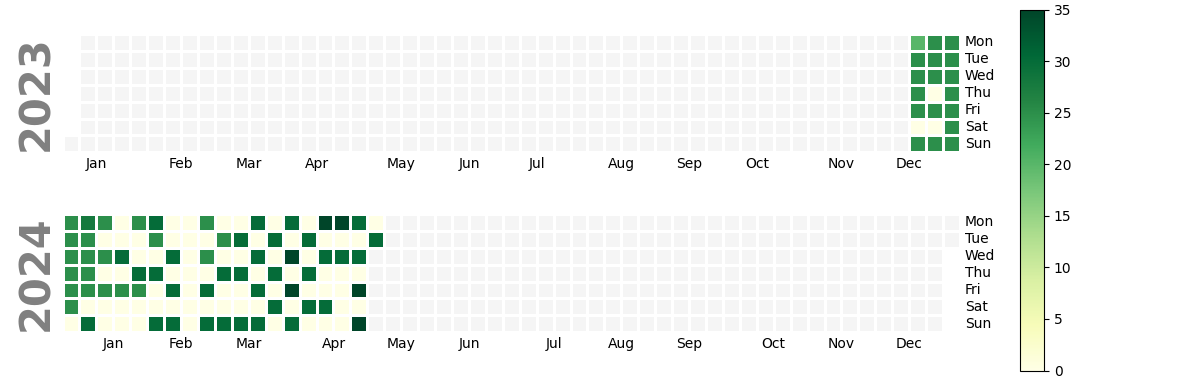 2023
Mon
Tue
Wed
Thu
Fri
Sat
Sun
Jan Feb Mar Apr May Jun Jul Aug Sep Oct Nov Dec
2024
Mon
Tue
Wed
Thu
Fri
Sat
Sun
Jan Feb Mar Apr May Jun Jul Aug Sep Oct Nov Dec
35
30
25
20
15
10
5
0